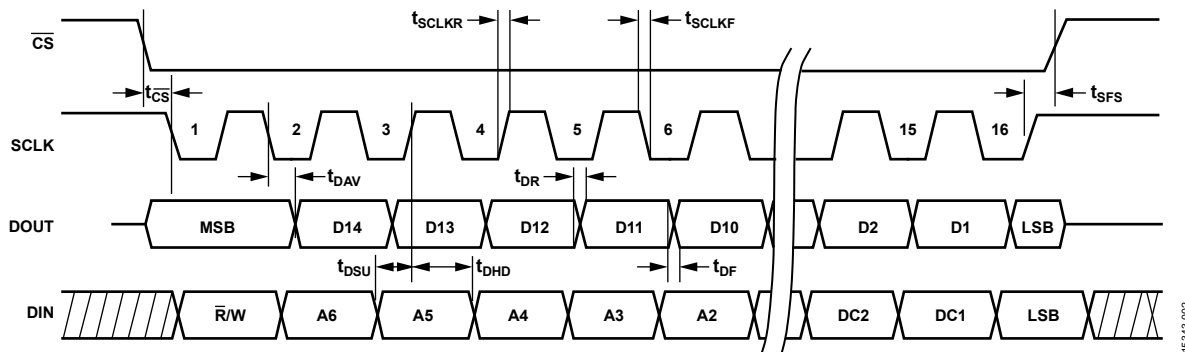 tSCLKR tSCLKF
CS
tCS tSFS
1 2 3 4 5 6 15 16
SCLK
tDAV tDR
DOUT MSB D14 D13 D12 D11 D10 D2 D1 LSB
tDSU tDHD tDF
DIN R/W A6 A5 A4 A3 A2 DC2 DC1 LSB